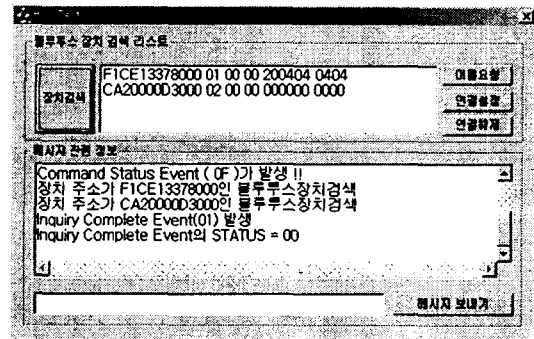 블루투스 장치 검색 리스트
장치검색
F1CE13378000 01 00 00 200404 0404
CA20000D3000 02 00 00 000000 0000
이름요청
연결설정
연결해제
메시지 전송 정보
Command Status Event ( 0F )가 발생 !!
장치 주소가 F1CE13378000인 블루투스장치검색
장치 주소가 CA20000D3000인 블루투스장치검색
Inquiry Complete Event(01) 발생
Inquiry Complete Event의 STATUS = 00
메시지 보내기